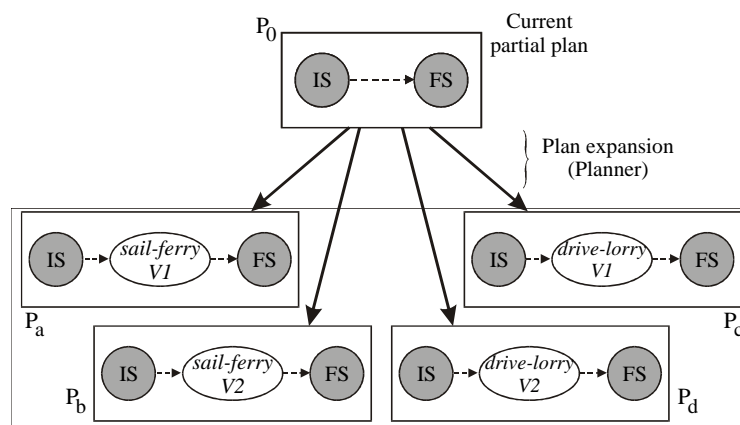 P0
Current
partial plan
IS
FS
Plan expansion
(Planner)
IS
sail-ferry
V1
FS
IS
drive-lorry
V1
FS
Pa
Pc
IS
sail-ferry
V2
FS
Pb
IS
drive-lorry
V2
FS
Pd